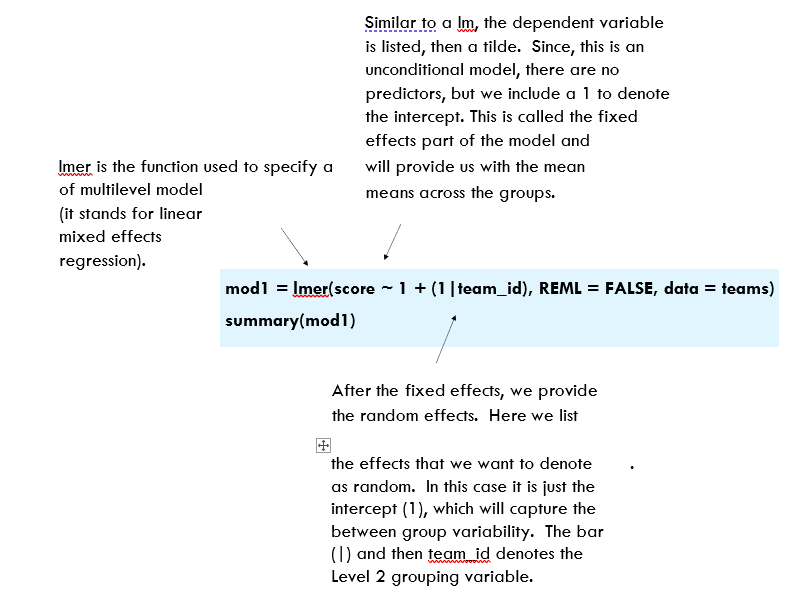 Similar to a lm, the dependent variable
is listed, then a tilde.  Since, this is an
unconditional model, there are no
predictors, but we include a 1 to denote
the intercept. This is called the fixed
effects part of the model and
will provide us with the mean
means across the groups.
lmer is the function used to specify a
of multilevel model
(it stands for linear
mixed effects
regression).
mod1 = lmer(score ~ 1 + (1|team_id), REML = FALSE, data = teams)
summary(mod1)
After the fixed effects, we provide
the random effects.  Here we list
the effects that we want to denote .
as random.  In this case it is just the
intercept (1), which will capture the
between group variability.  The bar
(|) and then team_id denotes the
Level 2 grouping variable.